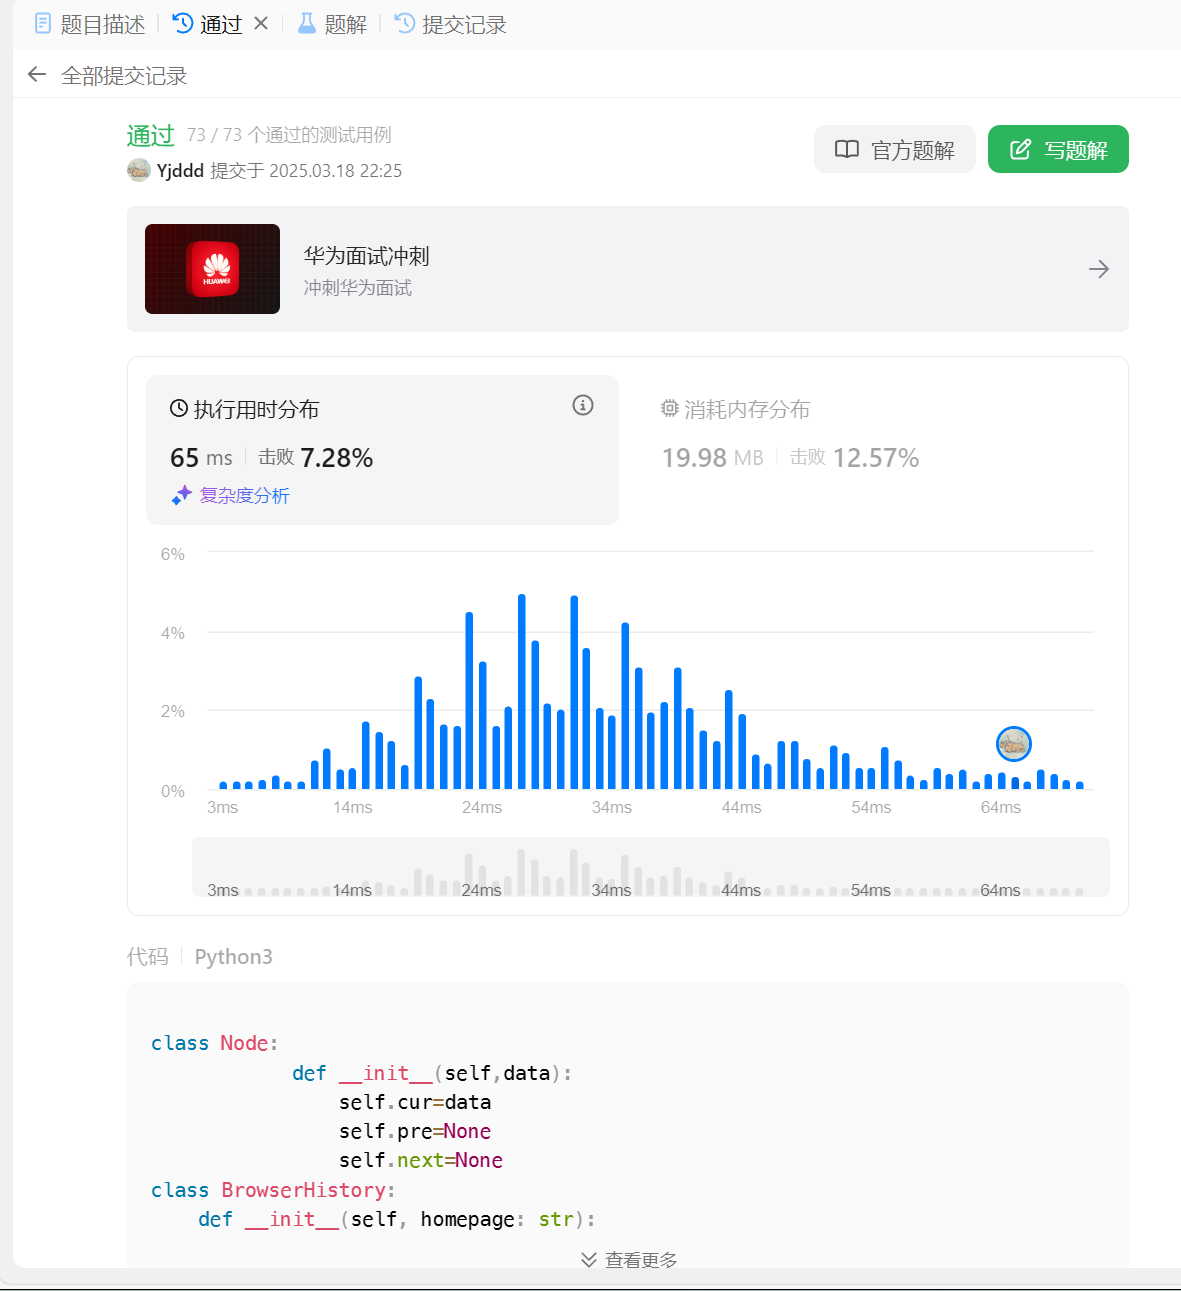 题目描述 通过 题解 提交记录
全部提交记录
通过 73 / 73 个通过的测试用例
Yjddd 提交于 2025.03.18 22:25
官方题解 写题解
HUAWEI
华为面试冲刺
冲刺华为面试
执行用时分布
65 ms 击败 7.28%
复杂度分析
消耗内存分布
19.98 MB 击败 12.57%
6%
4%
2%
0%
3ms 14ms 24ms 34ms 44ms 54ms 64ms
3ms 14ms 24ms 34ms 44ms 54ms 64ms
代码 Python3
class Node:
def __init__(self,data):
self.cur=data
self.pre=None
self.next=None
class BrowserHistory:
def __init__(self, homepage: str):
查看更多